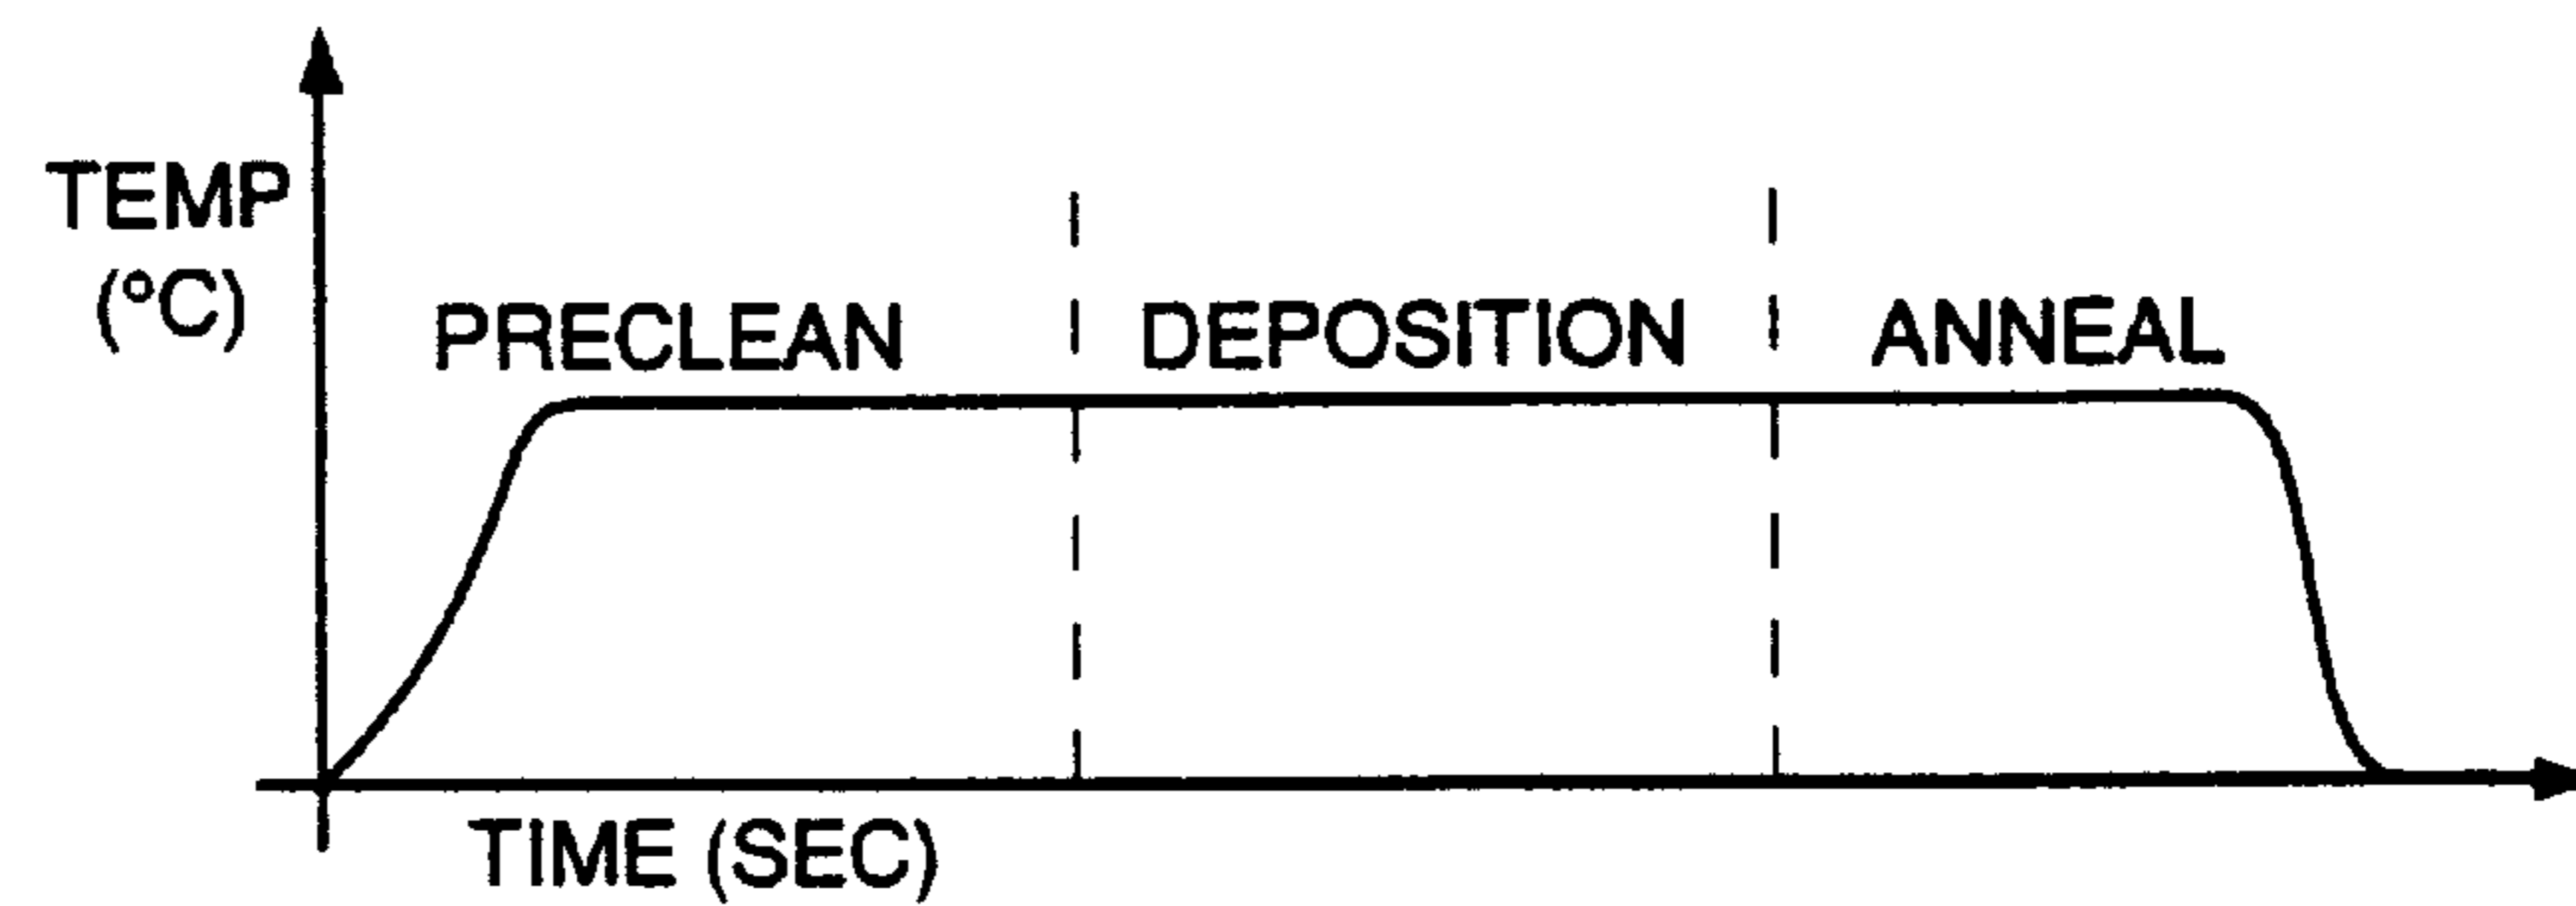 TEMP
(°C)
PRECLEAN
DEPOSITION
ANNEAL
TIME (SEC)